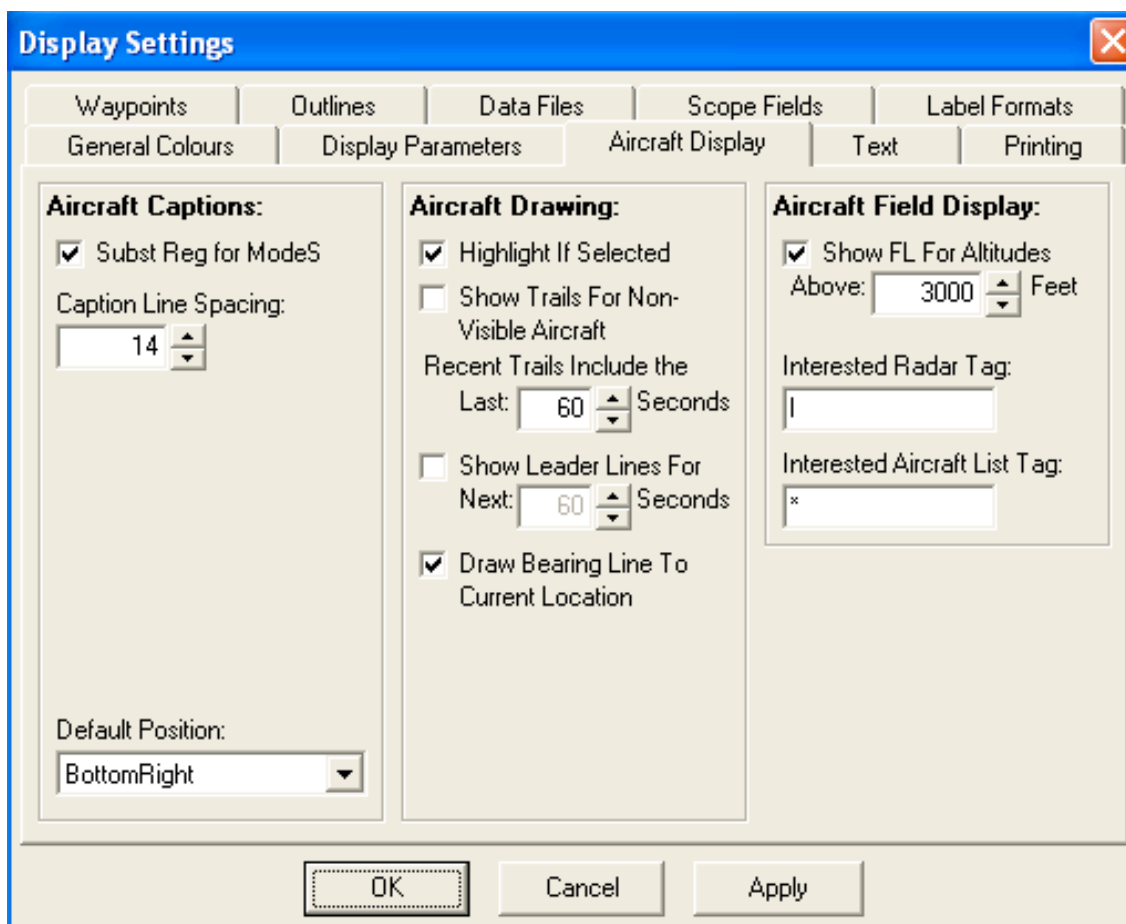 Display Settings
Waypoints
Outlines
Data Files
Scope Fields
Label Formats
General Colours
Display Parameters
Aircraft Display
Text
Printing
Aircraft Captions:
Subst Reg for ModeS
Caption Line Spacing:
14
Default Position:
BottomRight
Aircraft Drawing:
Highlight If Selected
Show Trails For Non-
Visible Aircraft
Recent Trails Include the
Last: 60 Seconds
Show Leader Lines For
Next: 60 Seconds
Draw Bearing Line To
Current Location
Aircraft Field Display:
Show FL For Altitudes
Above: 3000 Feet
Interested Radar Tag:
|
Interested Aircraft List Tag:
*
OK
Cancel
Apply